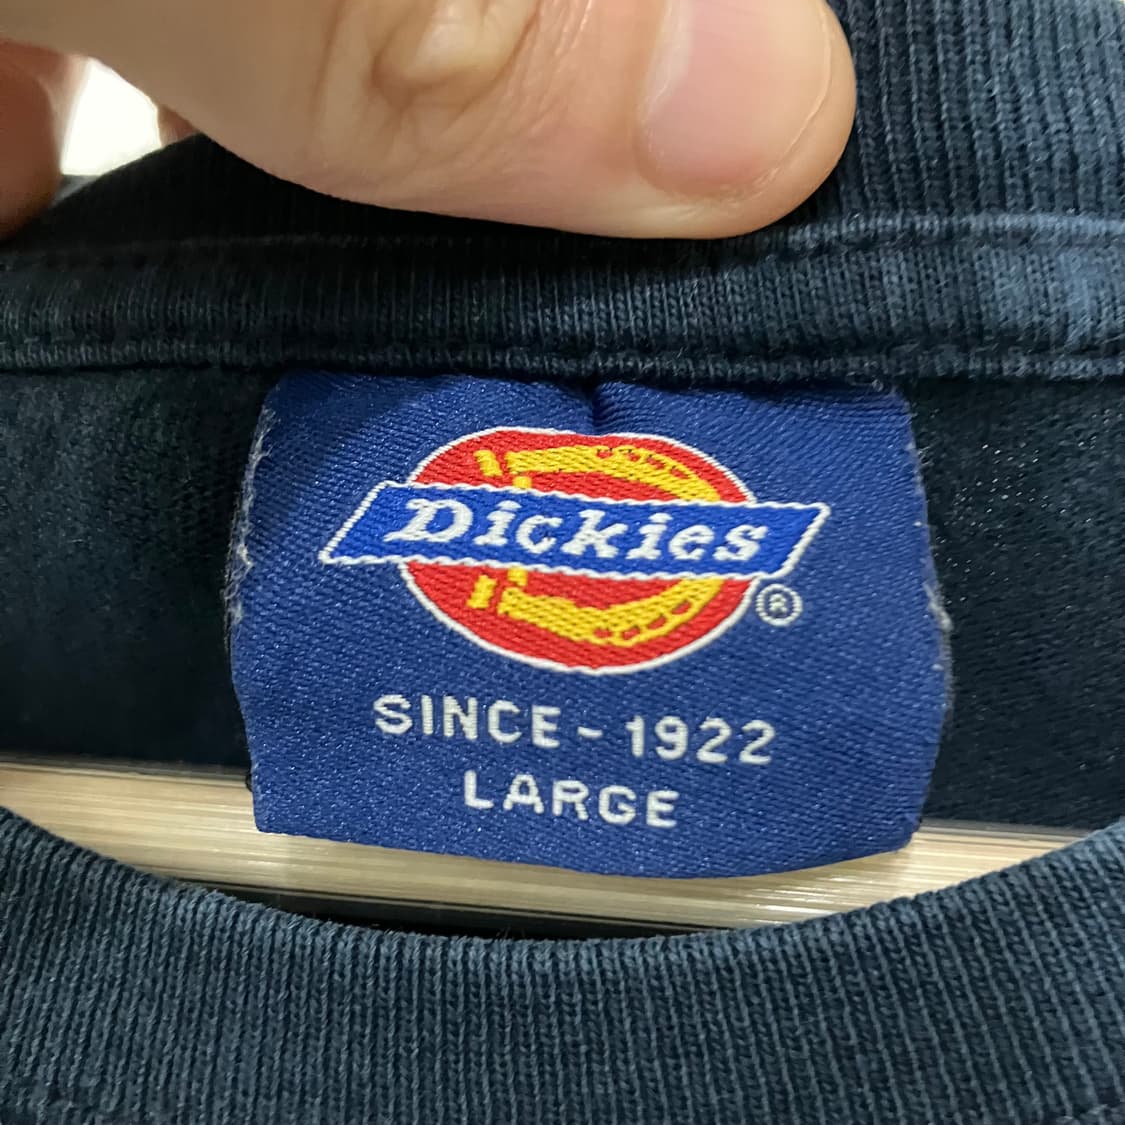 Dickies
®
SINCE - 1922
LARGE